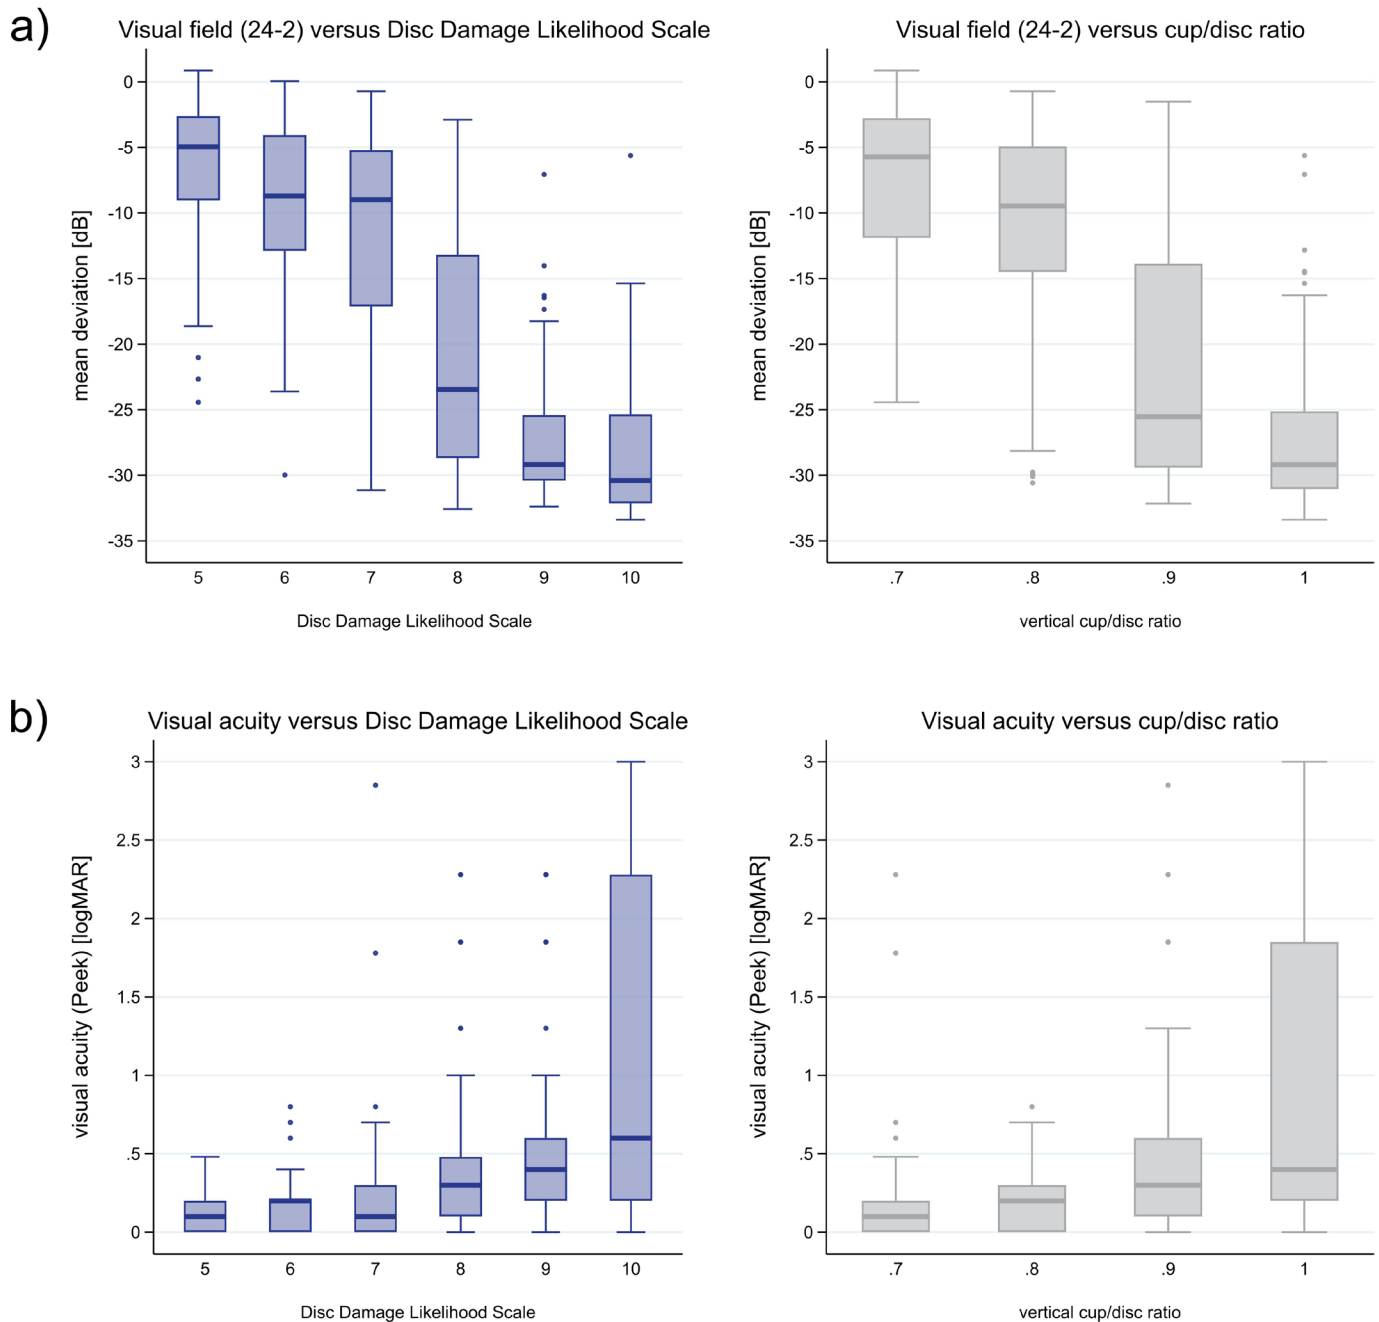 a)
Visual field (24-2) versus Disc Damage Likelihood Scale
mean deviation [dB]
0
-5
-10
-15
-20
-25
-30
-35
5 6 7 8 9 10
Disc Damage Likelihood Scale
Visual field (24-2) versus cup/disc ratio
mean deviation [dB]
0
-5
-10
-15
-20
-25
-30
-35
.7 .8 .9 1
vertical cup/disc ratio
b)
Visual acuity versus Disc Damage Likelihood Scale
visual acuity (Peek) [logMAR]
3
2.5
2
1.5
1
.5
0
5 6 7 8 9 10
Disc Damage Likelihood Scale
Visual acuity versus cup/disc ratio
visual acuity (Peek) [logMAR]
3
2.5
2
1.5
1
.5
0
.7 .8 .9 1
vertical cup/disc ratio